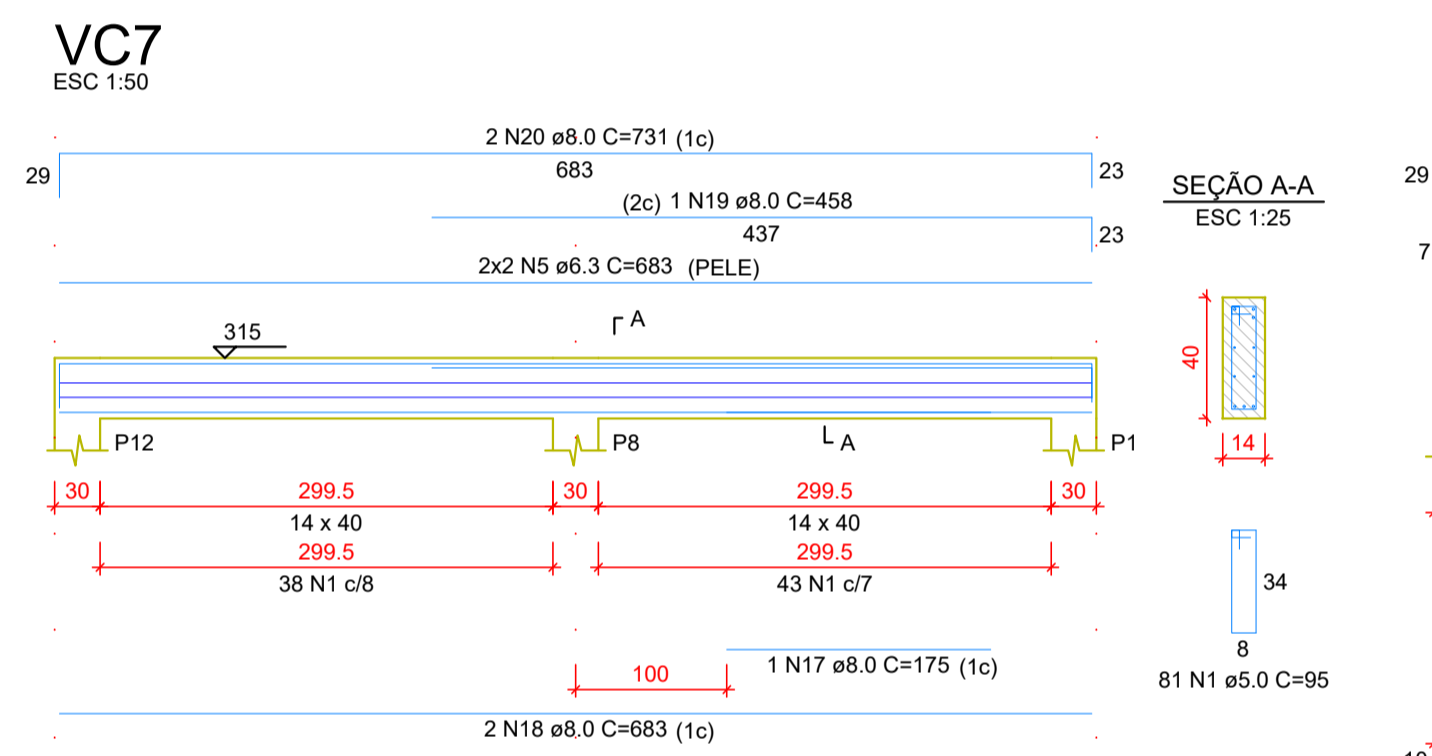 VC7
ESC 1:50
2 N20 ø8.0 C=731 (1c)
29
683
23
29
SEÇÃO A-A
ESC 1:25
(2c) 1 N19 ø8.0 C=458
437
23
7
2x2 N5 ø6.3 C=683 (PELE)
A
315
40
P12
P8
A
P1
14
30
299.5
30
299.5
30
14 x 40
14 x 40
299.5
299.5
38 N1 c/8
43 N1 c/7
34
8
81 N1 ø5.0 C=95
100
1 N17 ø8.0 C=175 (1c)
2 N18 ø8.0 C=683 (1c)